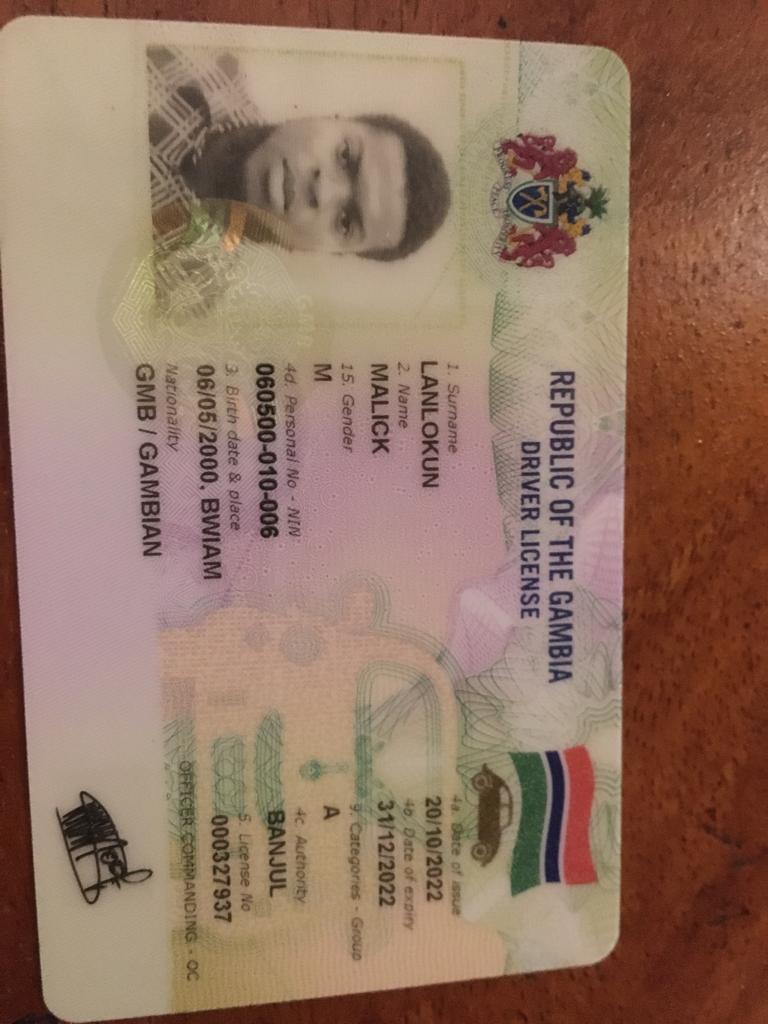 REPUBLIC OF THE GAMBIA
DRIVER LICENSE
1. Surname
LANLOKUN
2. Name
MALICK
15. Gender
M
4d. Personal No - NIN
060500-010-006
3. Birth date & place
06/05/2000, BWIAM
Nationality
GMB / GAMBIAN
4a. Date of issue
20/10/2022
4b. Date of expiry
31/12/2022
9. Categories - Group
A
4c. Authority
BANJUL
5. License No
000327937
OFFICER COMMANDING - OC